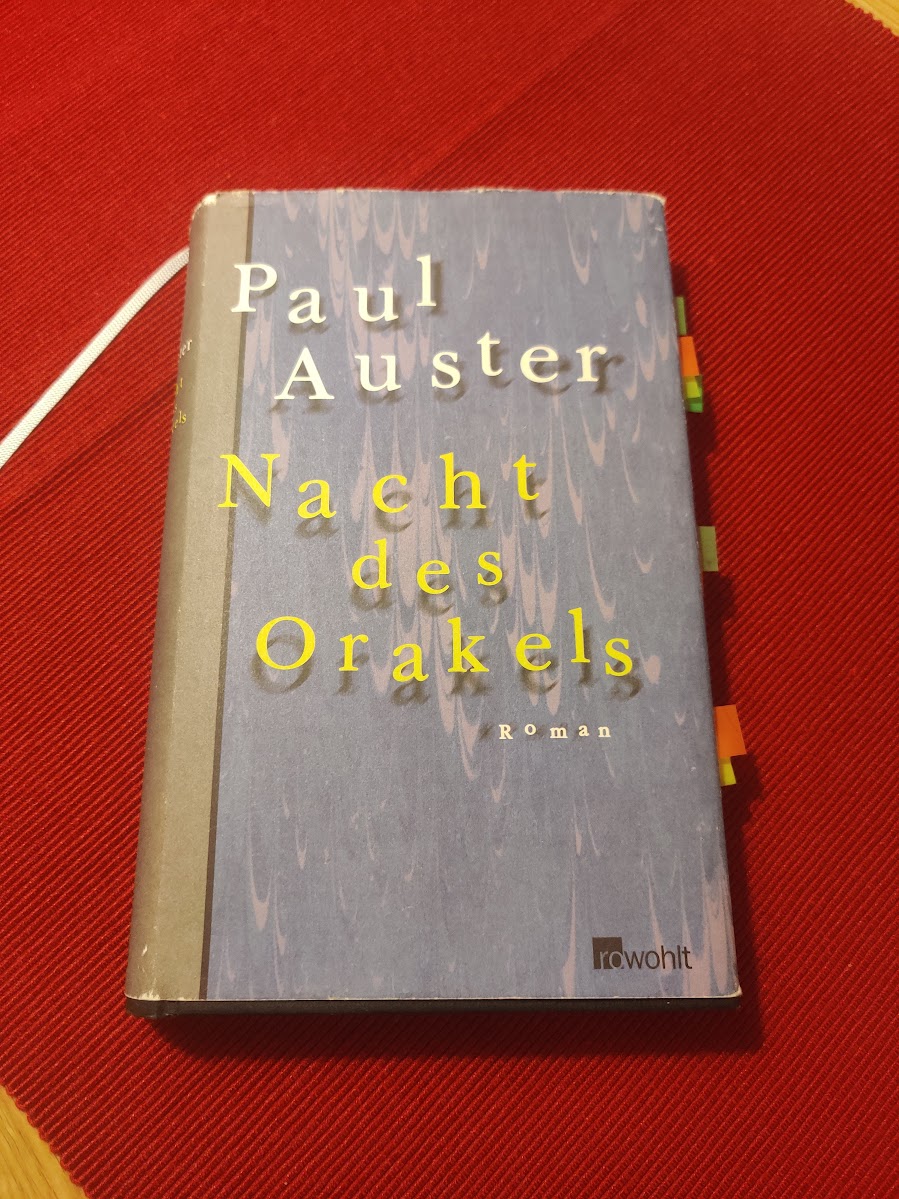 Paul
Auster
Nacht
des
Orakels
Roman
rowohlt